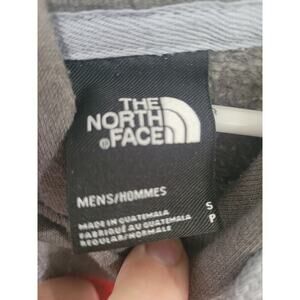 THE
NORTH
FACE
MENS/HOMMES
S
P
MADE IN GUATEMALA
FABRIQUÉ AU GUATEMALA
REGULAR/NORMALE